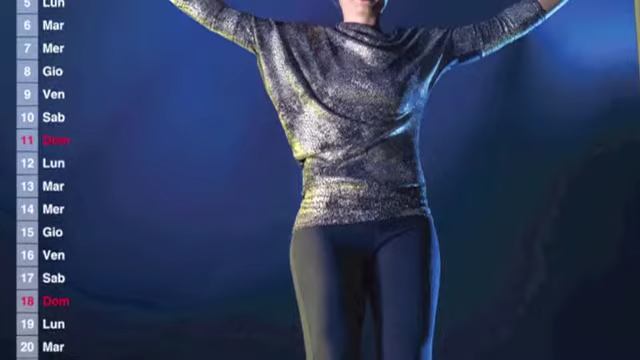 5 Lun
6 Mar
7 Mer
8 Gio
9 Ven
10 Sab
11 Dom
12 Lun
13 Mar
14 Mer
15 Gio
16 Ven
17 Sab
18 Dom
19 Lun
20 Mar